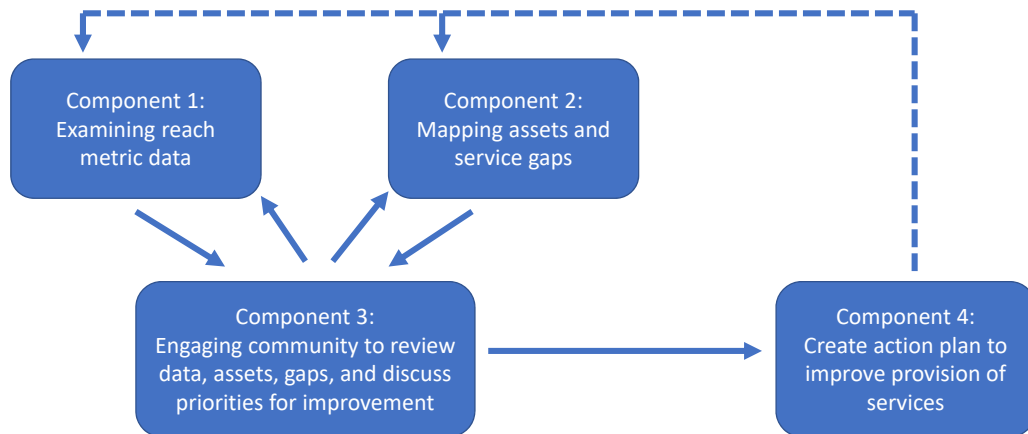 Component 1:
Examining reach
metric data
Component 2:
Mapping assets and
service gaps
Component 3:
Engaging community to review
data, assets, gaps, and discuss
priorities for improvement
Component 4:
Create action plan to
improve provision of
services